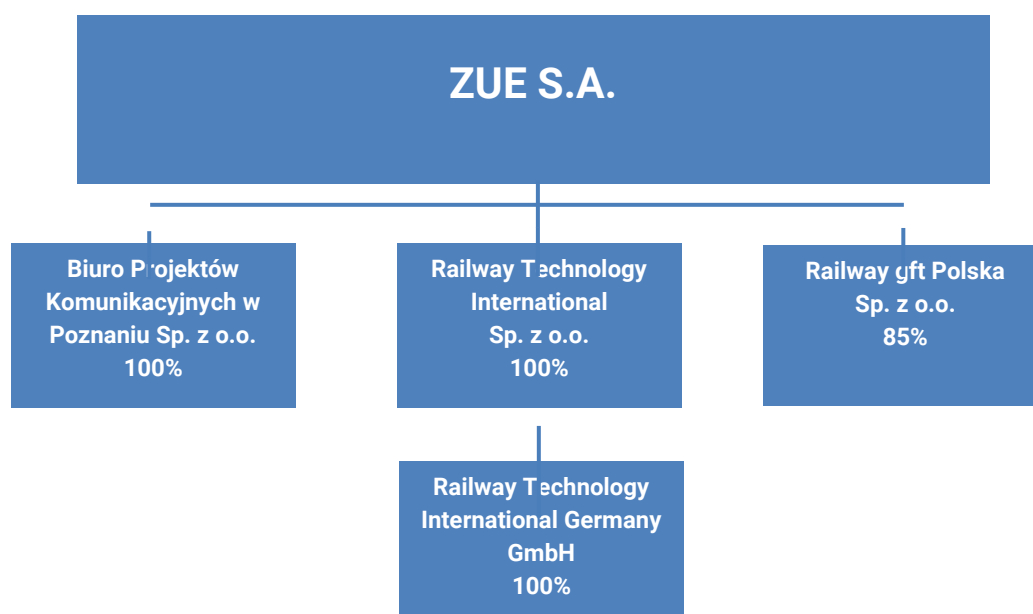 ZUE S.A.
Biuro Projektów
Komunikacyjnych w
Poznaniu Sp. z o.o.
100%
Railway Technology
International
Sp. z o.o.
100%
Railway gft Polska
Sp. z o.o.
85%
Railway Technology
International Germany
GmbH
100%